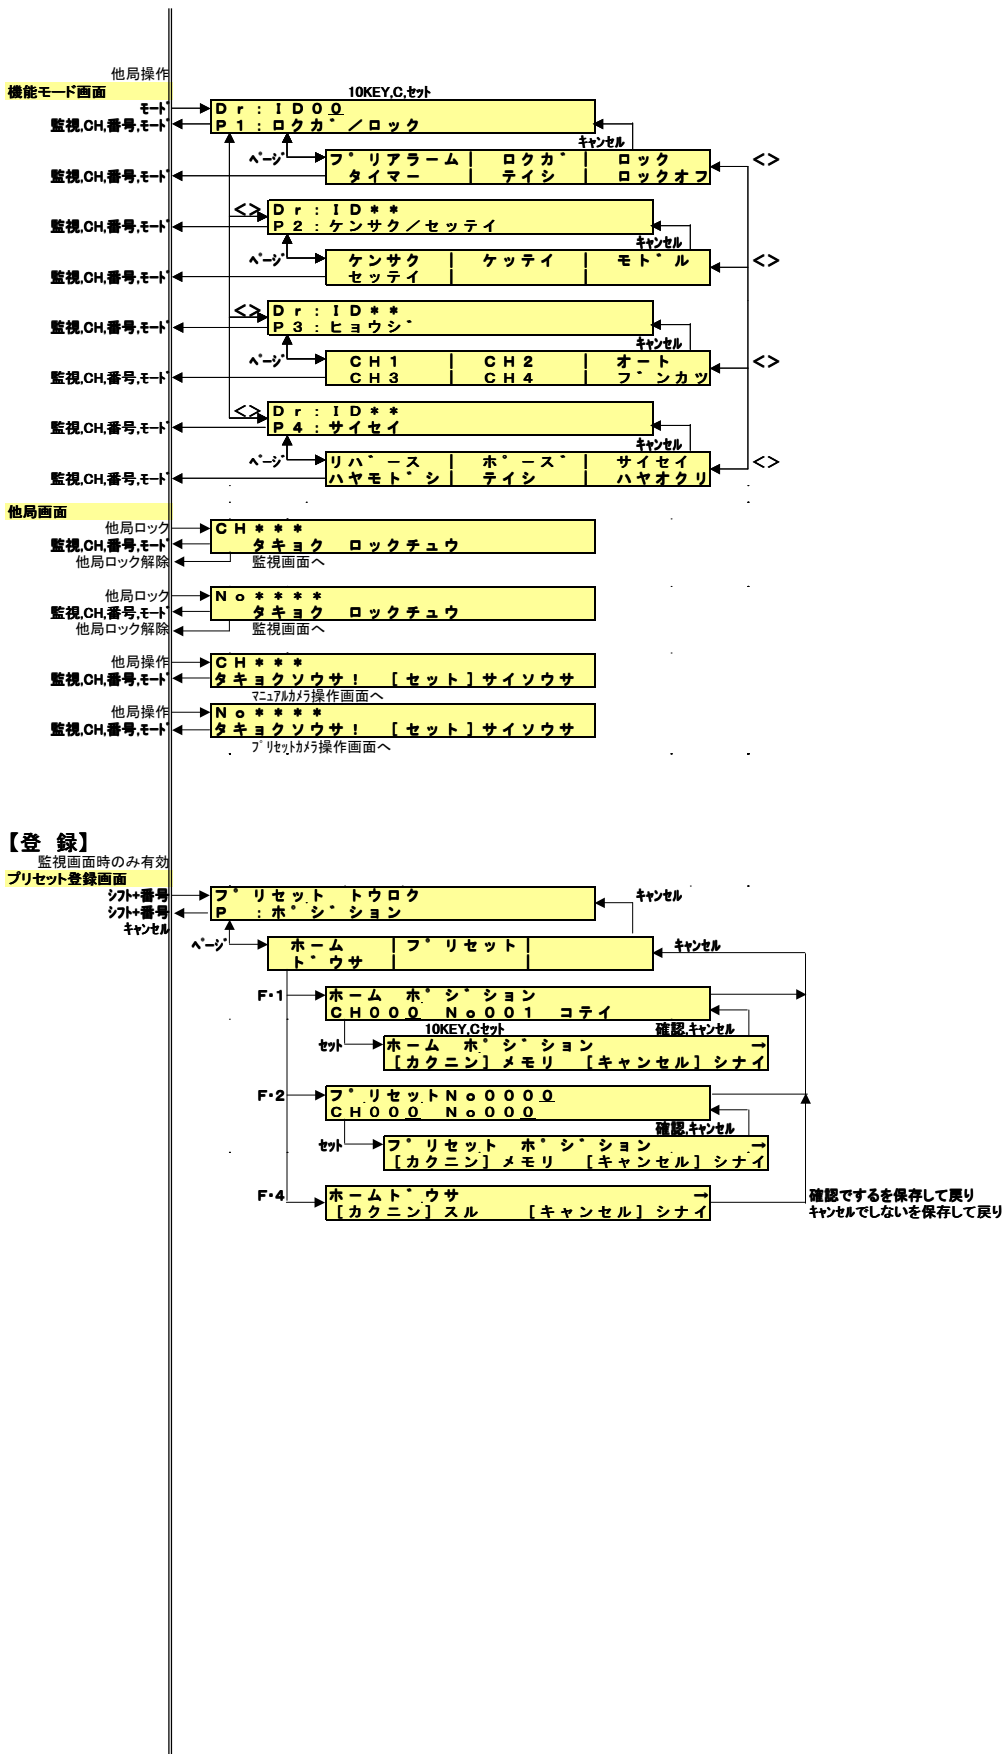 他局操作
機能モード画面
10KEY,C,セット
モード
Dr:ID00
監視,CH,番号,モード
P1:ロクガ/ロック
キャンセル
ページ
プリアラーム| ロクガ | ロック
<>
監視,CH,番号,モード
タイマー | テイシ | ロックオフ
<>
Dr:ID**
監視,CH,番号,モード
P2:ケンサク/セッテイ
キャンセル
ページ
ケンサク | ケッテイ | モドル
<>
監視,CH,番号,モード
セッテイ | |
<>
Dr:ID**
監視,CH,番号,モード
P3:ヒョウジ
キャンセル
ページ
CH1 | CH2 | オート
<>
監視,CH,番号,モード
CH3 | CH4 | ブンカツ
<>
Dr:ID**
監視,CH,番号,モード
P4:サイセイ
キャンセル
ページ
リバース | ポーズ | サイセイ
<>
監視,CH,番号,モード
ハヤモドシ| テイシ | ハヤオクリ
他局画面
他局ロック
CH***
監視,CH,番号,モード
タキョク ロックチュウ
他局ロック解除
監視画面へ
他局ロック
No****
監視,CH,番号,モード
タキョク ロックチュウ
他局ロック解除
監視画面へ
他局操作
CH***
監視,CH,番号,モード
タキョクソウサ! [セット]サイソウサ
マニュアルカメラ操作画面へ
他局操作
No****
監視,CH,番号,モード
タキョクソウサ! [セット]サイソウサ
プリセットカメラ操作画面へ
【登 録】
監視画面時のみ有効
プリセット登録画面
シフト+番号
プリセット トウロク
キャンセル
シフト+番号
P :ポジション
キャンセル
ページ
ホーム |プリセット|
キャンセル
ドウサ | |
F・1
ホーム ポジション
CH000 No001 コテイ
10KEY,Cセット
確認,キャンセル
セット
ホーム ポジション →
[カクニン]メモリ [キャンセル]シナイ
F・2
プリセットNo0000
CH000 No000
確認,キャンセル
セット
プリセット ポジション →
[カクニン]メモリ [キャンセル]シナイ
F・4
ホームドウサ →
確認でするを保存して戻り
[カクニン]スル [キャンセル]シナイ
キャンセルでしないを保存して戻り